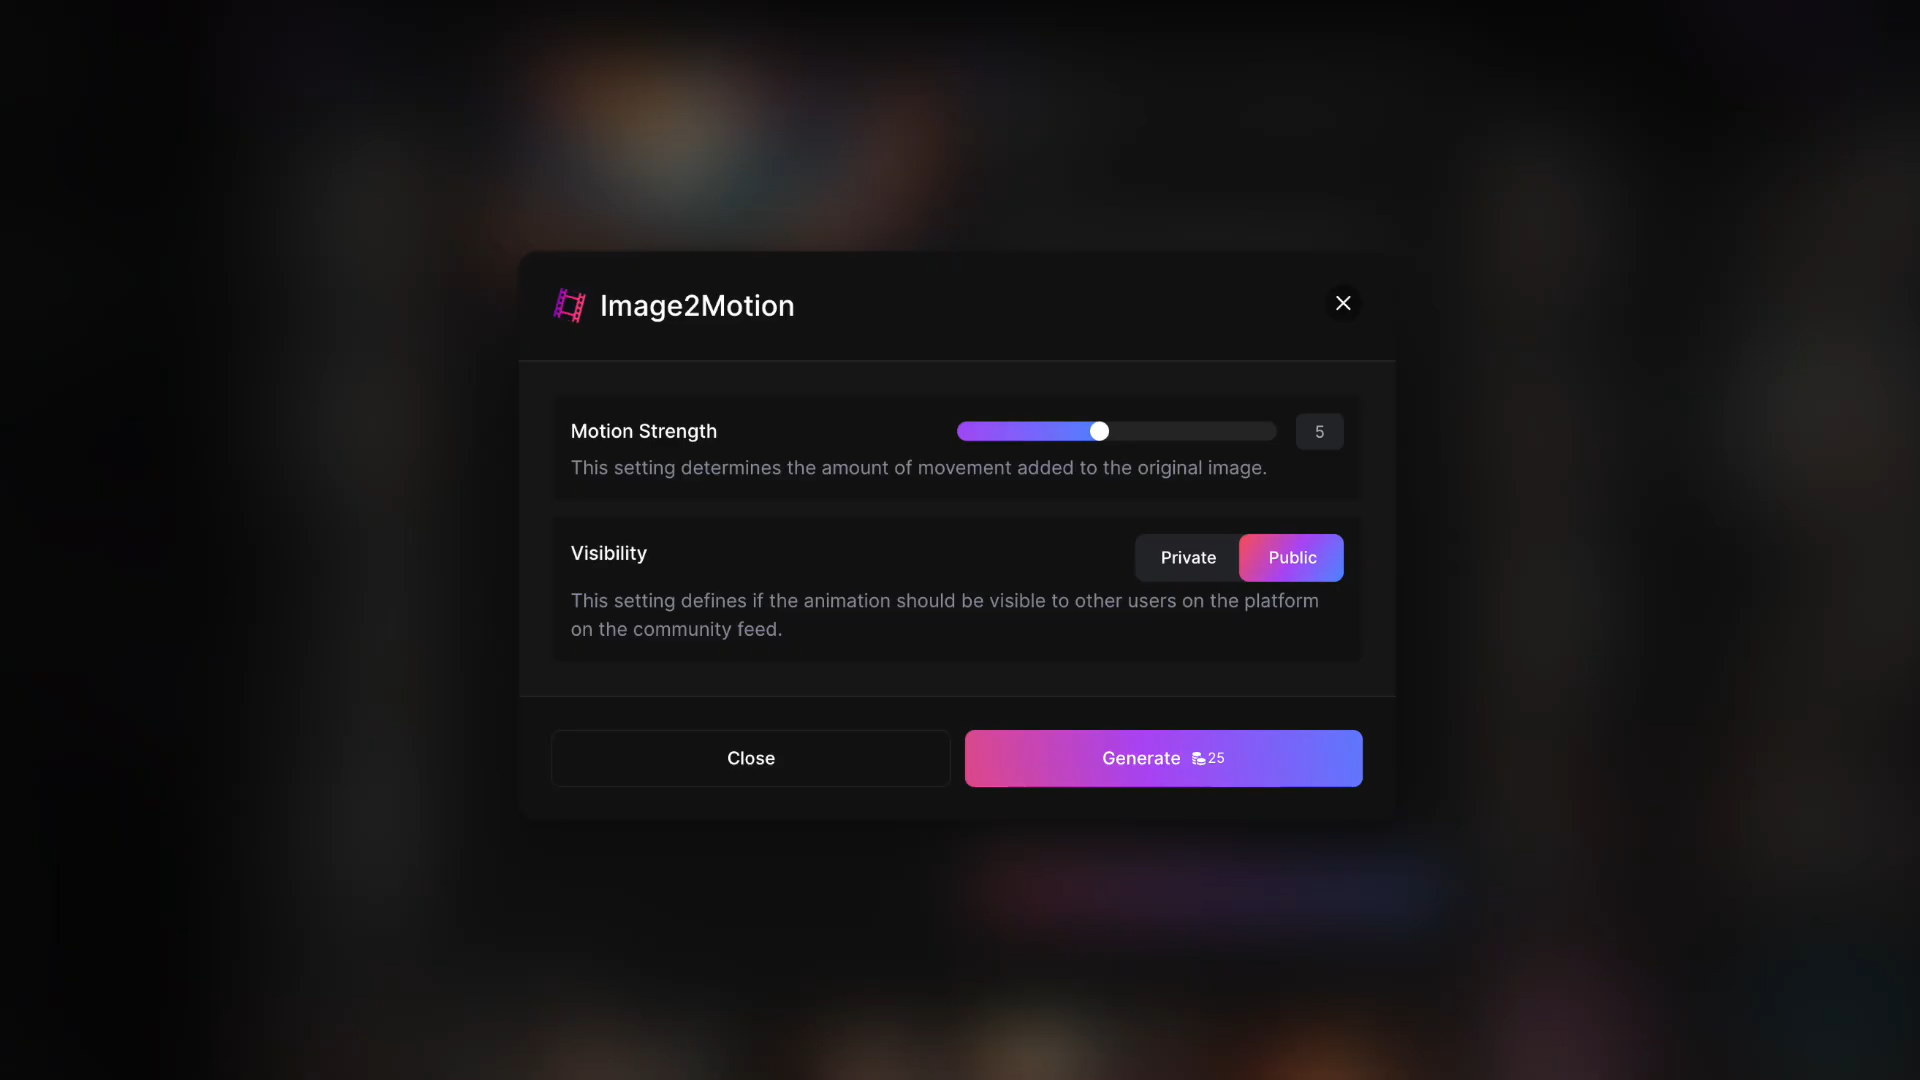 Image2Motion
Motion Strength
5
This setting determines the amount of movement added to the original image.
Visibility
Private
Public
This setting defines if the animation should be visible to other users on the platform
on the community feed.
Close
Generate 25